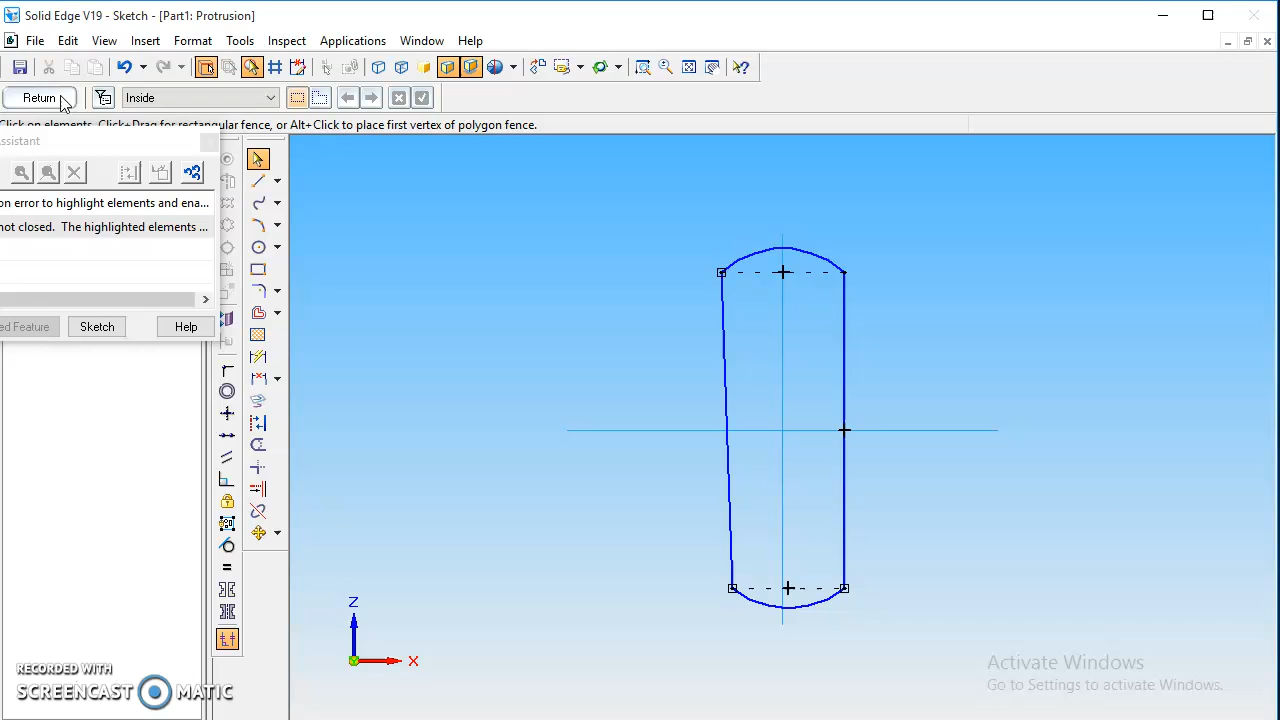 Solid Edge V19 - Sketch - [Part1: Protrusion]
File Edit View Insert Format Tools Inspect Applications Window Help
Return Inside
Click on elements. Click+Drag for rectangular fence, or Alt+Click to place first vertex of polygon fence.
ssistant
on error to highlight elements and ena...
not closed. The highlighted elements ...
ed Feature Sketch Help
Z
X
RECORDED WITH
SCREENCAST MATIC
Activate Windows
Go to Settings to activate Windows.